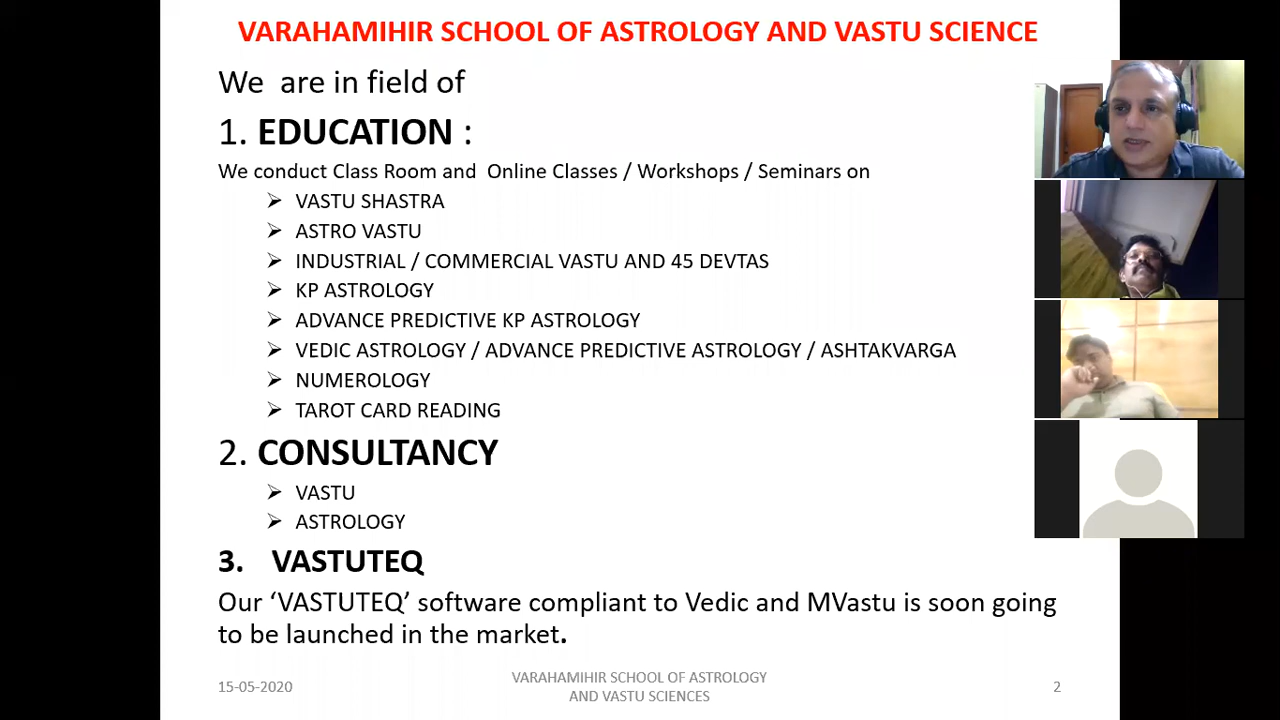 VARAHAMIHIR SCHOOL OF ASTROLOGY AND VASTU SCIENCE
We are in field of
1. EDUCATION :
We conduct Class Room and Online Classes / Workshops / Seminars on
➢ VASTU SHASTRA
➢ ASTRO VASTU
➢ INDUSTRIAL / COMMERCIAL VASTU AND 45 DEVTAS
➢ KP ASTROLOGY
➢ ADVANCE PREDICTIVE KP ASTROLOGY
➢ VEDIC ASTROLOGY / ADVANCE PREDICTIVE ASTROLOGY / ASHTAKVARGA
➢ NUMEROLOGY
➢ TAROT CARD READING
2. CONSULTANCY
➢ VASTU
➢ ASTROLOGY
3. VASTUTEQ
Our ‘VASTUTEQ’ software compliant to Vedic and MVastu is soon going
to be launched in the market.
15-05-2020
VARAHAMIHIR SCHOOL OF ASTROLOGY
AND VASTU SCIENCES
2